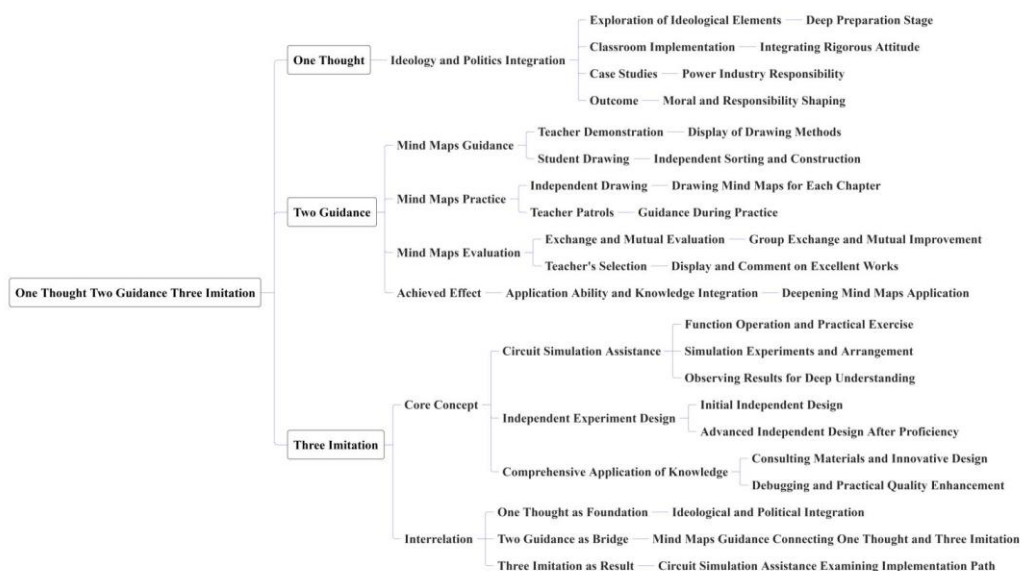 One Thought Two Guidance Three Imitation
One Thought
Ideology and Politics Integration
Exploration of Ideological Elements
Deep Preparation Stage
Classroom Implementation
Integrating Rigorous Attitude
Case Studies
Power Industry Responsibility
Outcome
Moral and Responsibility Shaping
Two Guidance
Mind Maps Guidance
Teacher Demonstration
Display of Drawing Methods
Student Drawing
Independent Sorting and Construction
Mind Maps Practice
Independent Drawing
Drawing Mind Maps for Each Chapter
Teacher Patrols
Guidance During Practice
Mind Maps Evaluation
Exchange and Mutual Evaluation
Group Exchange and Mutual Improvement
Teacher's Selection
Display and Comment on Excellent Works
Achieved Effect
Application Ability and Knowledge Integration
Deepening Mind Maps Application
Three Imitation
Core Concept
Circuit Simulation Assistance
Function Operation and Practical Exercise
Simulation Experiments and Arrangement
Observing Results for Deep Understanding
Independent Experiment Design
Initial Independent Design
Advanced Independent Design After Proficiency
Comprehensive Application of Knowledge
Consulting Materials and Innovative Design
Debugging and Practical Quality Enhancement
Interrelation
One Thought as Foundation
Ideological and Political Integration
Two Guidance as Bridge
Mind Maps Guidance Connecting One Thought and Three Imitation
Three Imitation as Result
Circuit Simulation Assistance Examining Implementation Path